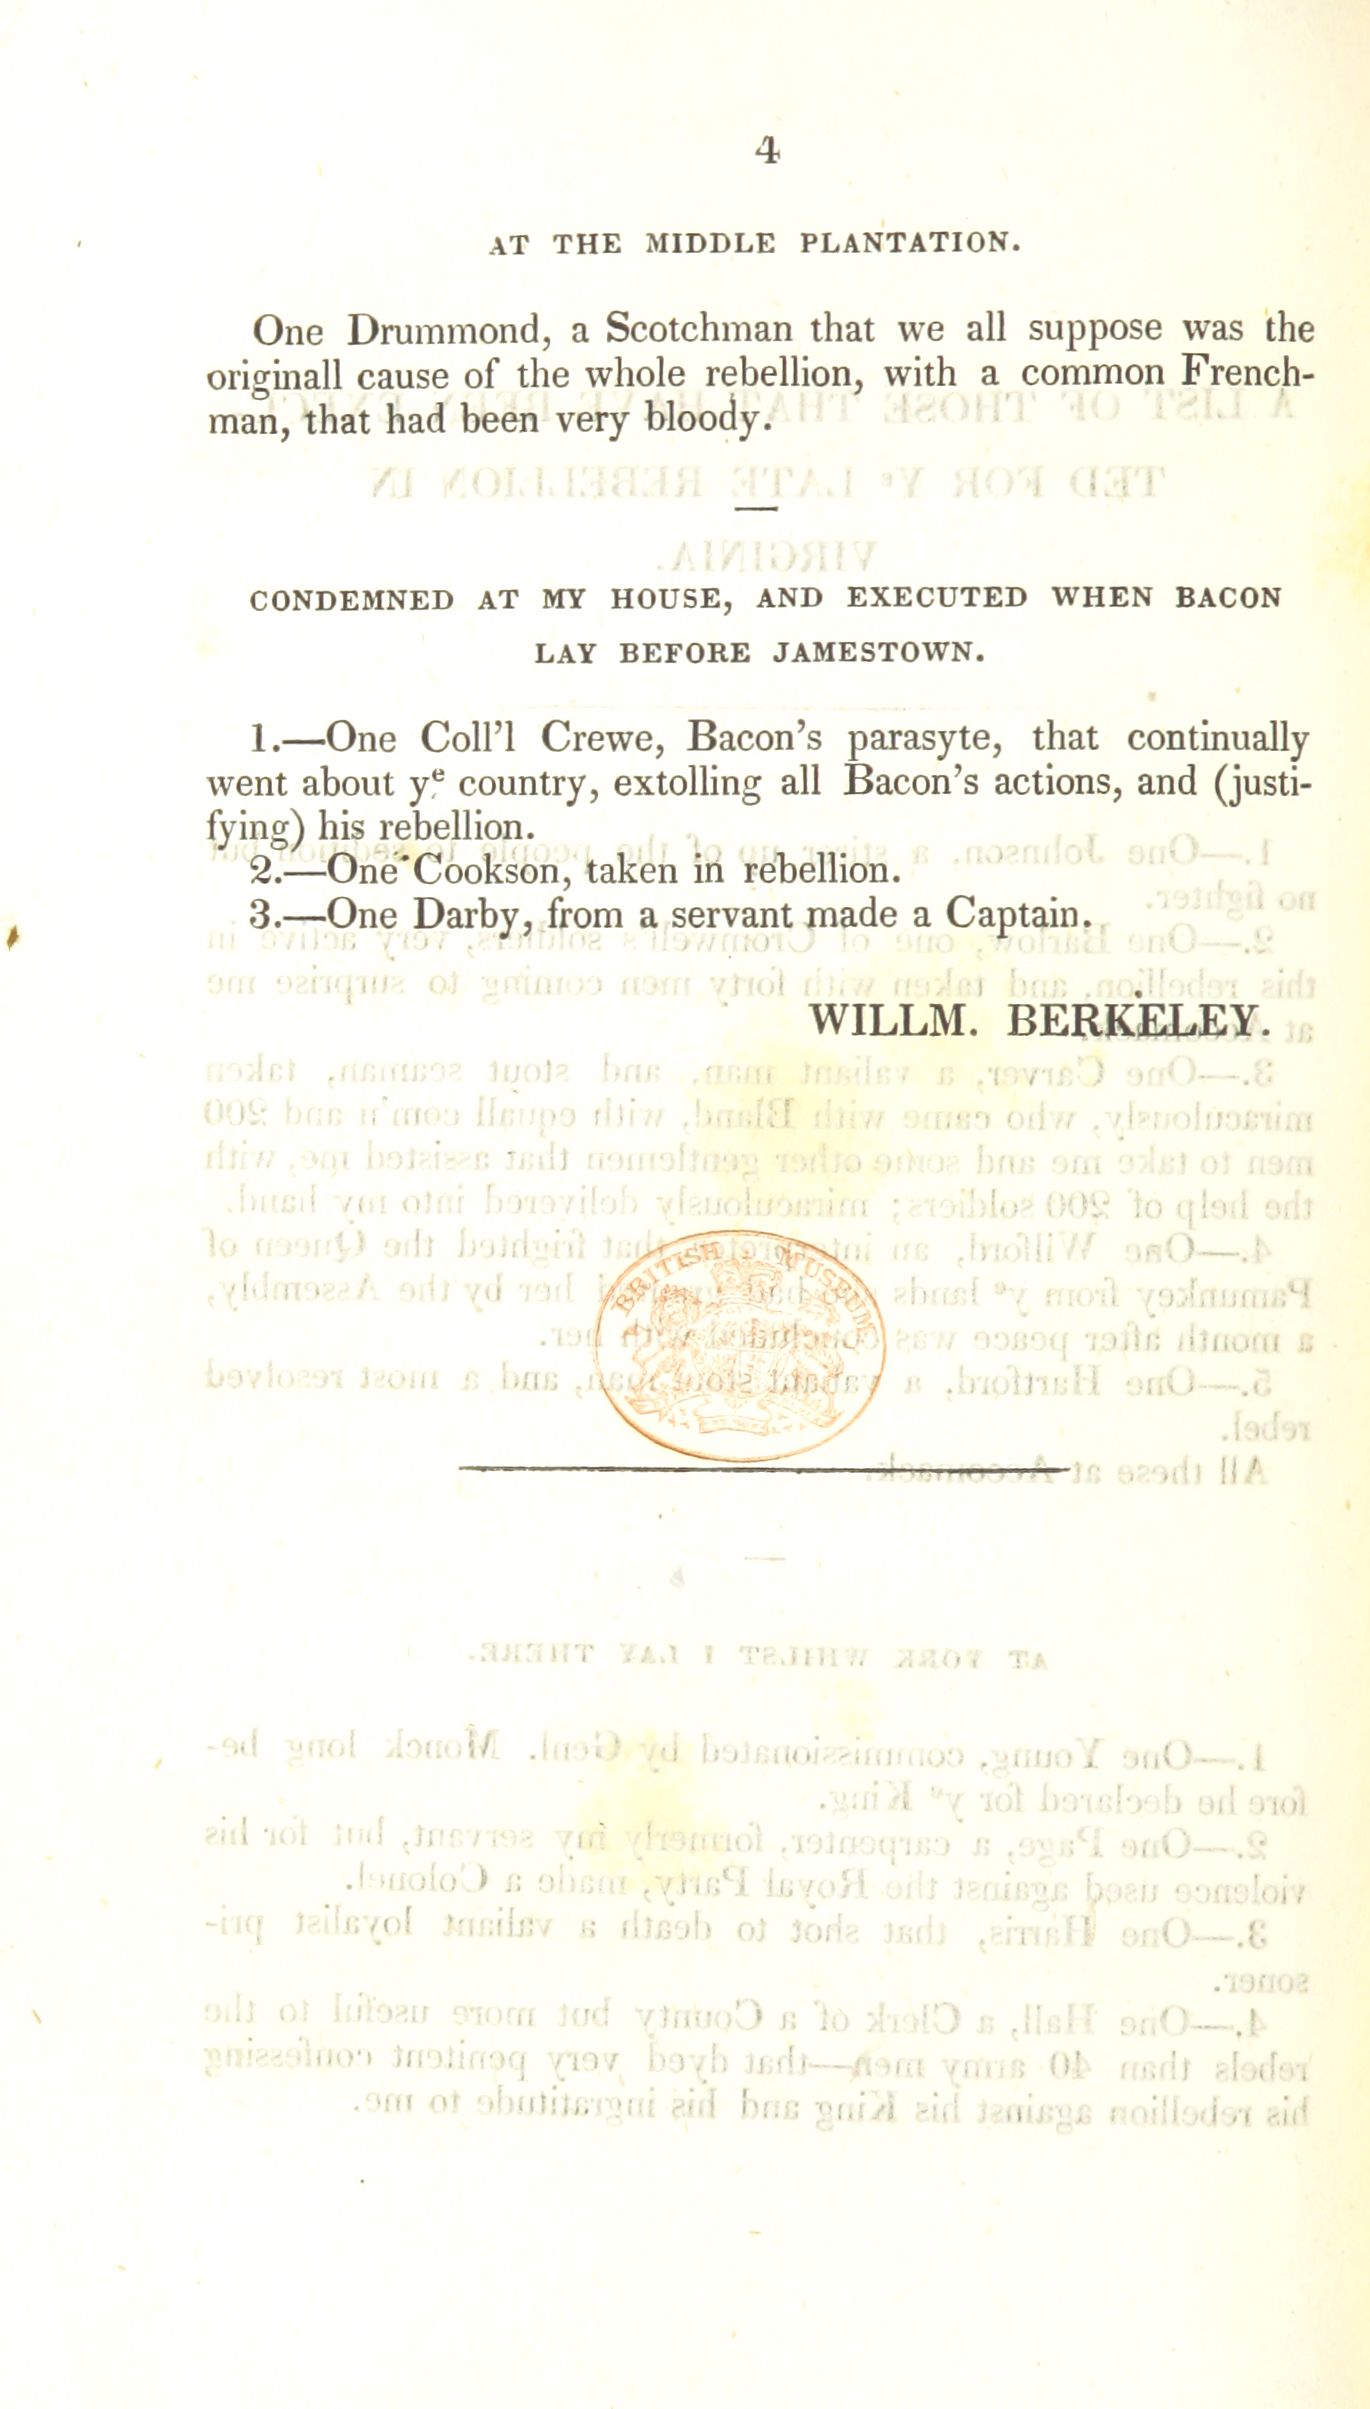 4
AT THE MIDDLE PLANTATION.
One Drummond, a Scotchman that we all suppose was the
originall cause of the whole rebellion, with a common French-
man, that had been very bloody.
CONDEMNED AT MY HOUSE, AND EXECUTED WHEN BACON
LAY BEFORE JAMESTOWN.
1.—One Coll'l Crewe, Bacon's parasyte, that continually
went about yᵉ country, extolling all Bacon's actions, and (justi-
fying) his rebellion.
2.—One Cookson, taken in rebellion.
3.—One Darby, from a servant made a Captain.
WILLM. BERKELEY.
BRITISH MUSEUM